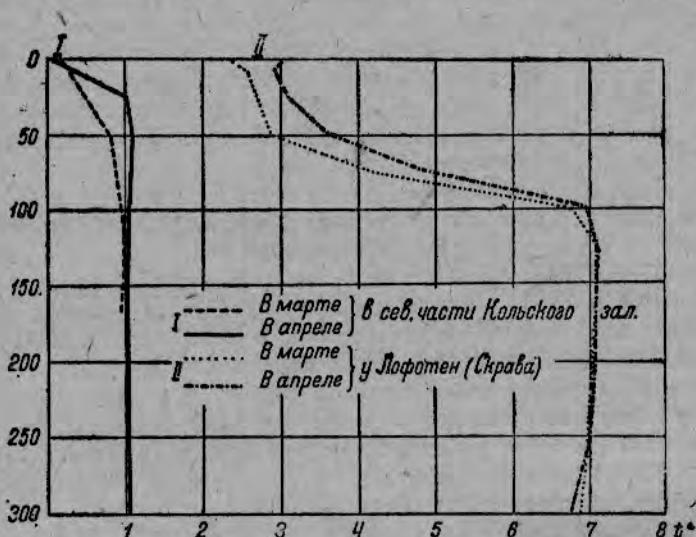 I II
0
50
100
150
200
250
300
I В марте } в сев. части Кольского зал.
В апреле
II В марте } у Лофотен (Скрава)
В апреле
1 2 3 4 5 6 7 8 t°